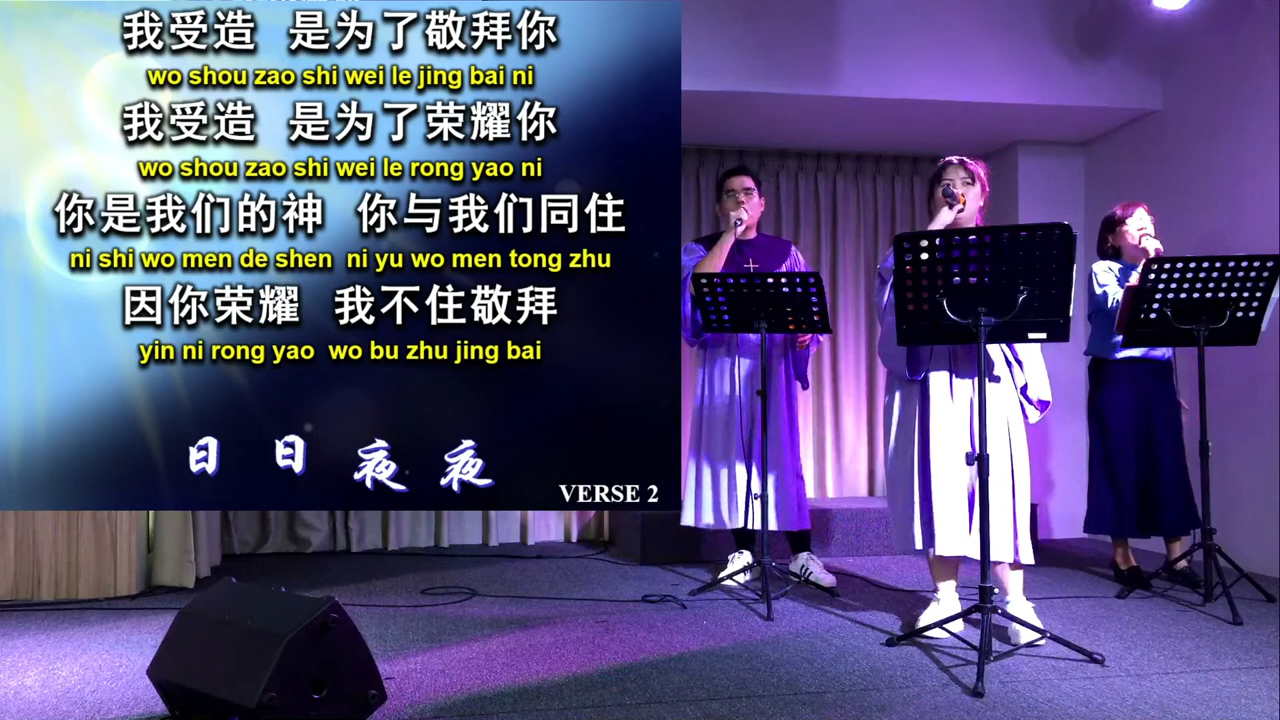 我受造 是为了敬拜你
wo shou zao shi wei le jing bai ni
我受造 是为了荣耀你
wo shou zao shi wei le rong yao ni
你是我们的神 你与我们同住
ni shi wo men de shen ni yu wo men tong zhu
因你荣耀 我不住敬拜
yin ni rong yao wo bu zhu jing bai
日日夜夜
VERSE 2